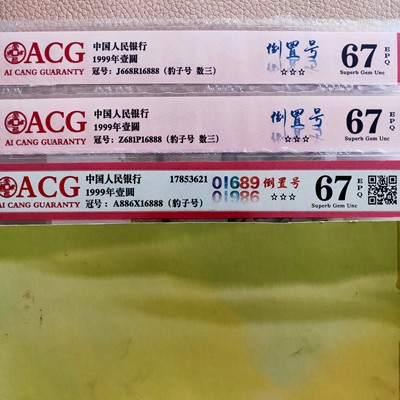 ACG
AI CANG GUARANTY
中国人民银行
1999年壹圆
冠号：J668R16888（豹子号 数三）
倒置号
☆☆☆
67 EPQ
Superb Gem Unc
ACG
AI CANG GUARANTY
中国人民银行
1999年壹圆
冠号：Z681P16888（豹子号 数三）
倒置号
☆☆☆
67 EPQ
Superb Gem Unc
ACG
AI CANG GUARANTY
中国人民银行 17853621
1999年壹圆
冠号：A886X16888（豹子号）
01689 倒置号
01986
☆☆☆
67 EPQ
Superb Gem Unc